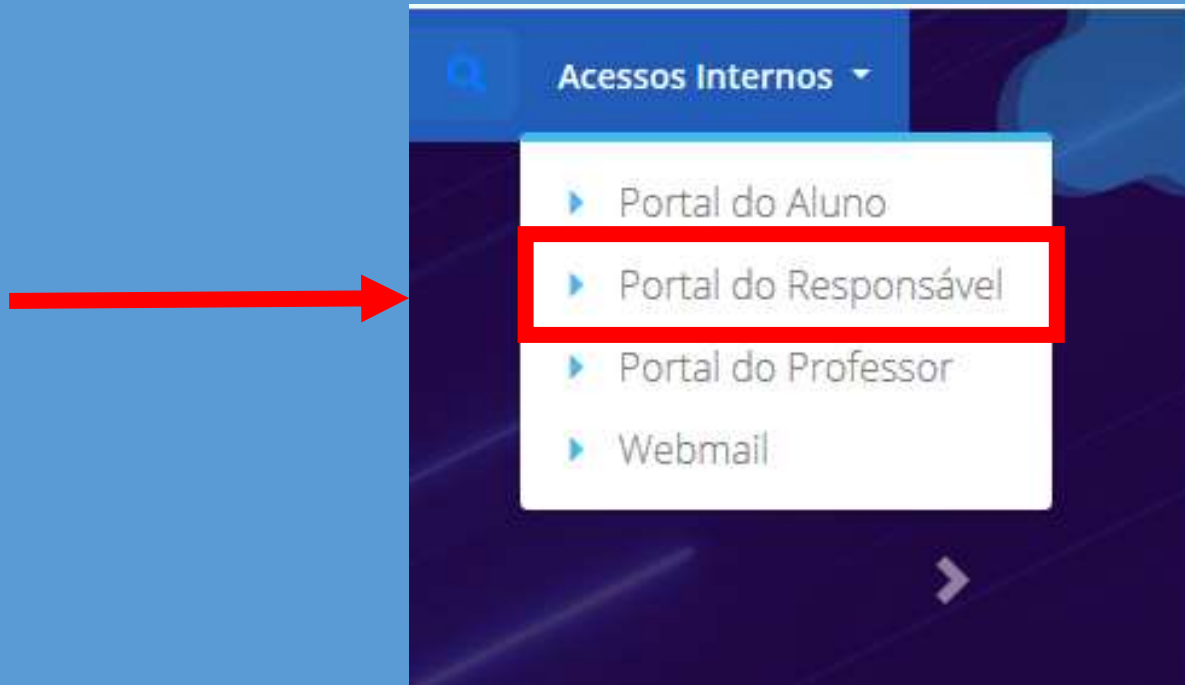 Acessos Internos
Portal do Aluno
Portal do Responsável
Portal do Professor
Webmail